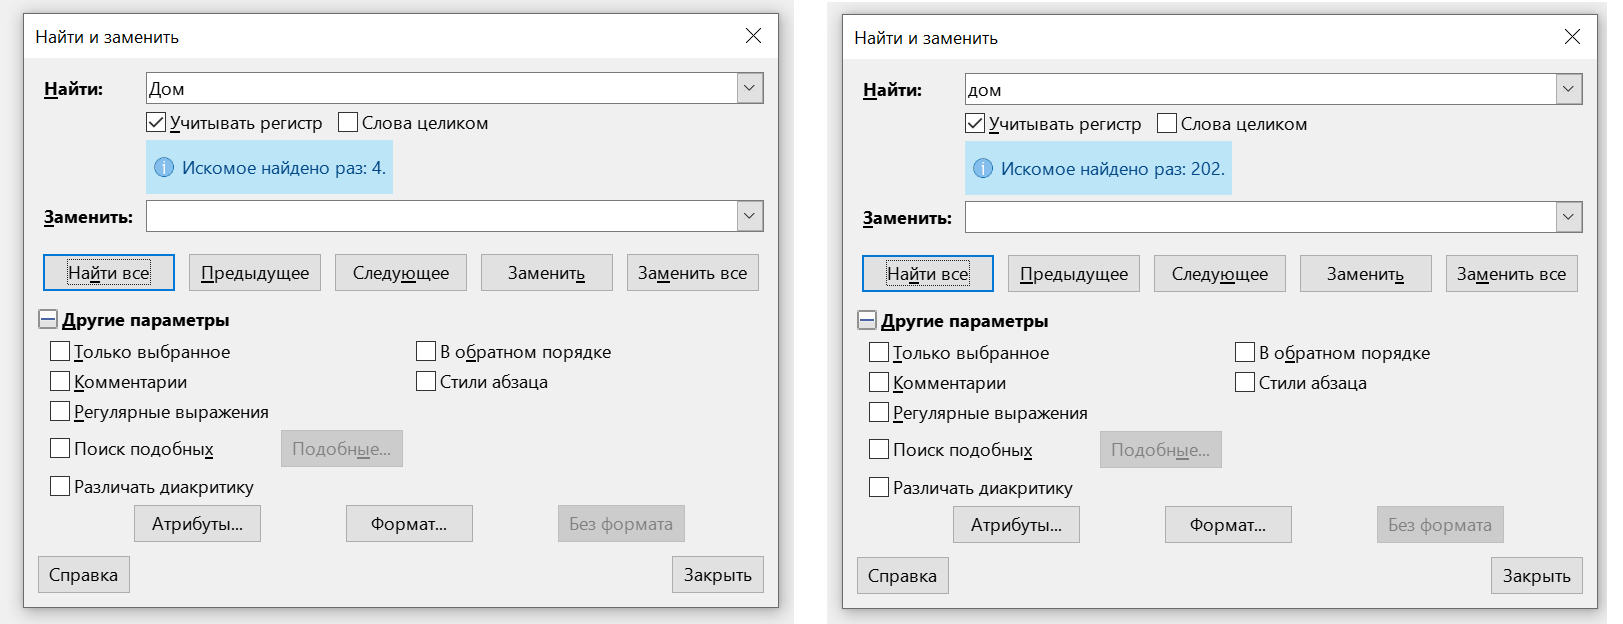 Найти и заменить
Найти:
Дом
Учитывать регистр
Слова целиком
Искомое найдено раз: 4.
Заменить:
Найти все
Предыдущее
Следующее
Заменить
Заменить все
Другие параметры
Только выбранное
В обратном порядке
Комментарии
Стили абзаца
Регулярные выражения
Поиск подобных
Подобные...
Различать диакритику
Атрибуты...
Формат...
Без формата
Справка
Закрыть
Найти и заменить
Найти:
дом
Учитывать регистр
Слова целиком
Искомое найдено раз: 202.
Заменить:
Найти все
Предыдущее
Следующее
Заменить
Заменить все
Другие параметры
Только выбранное
В обратном порядке
Комментарии
Стили абзаца
Регулярные выражения
Поиск подобных
Подобные...
Различать диакритику
Атрибуты...
Формат...
Без формата
Справка
Закрыть